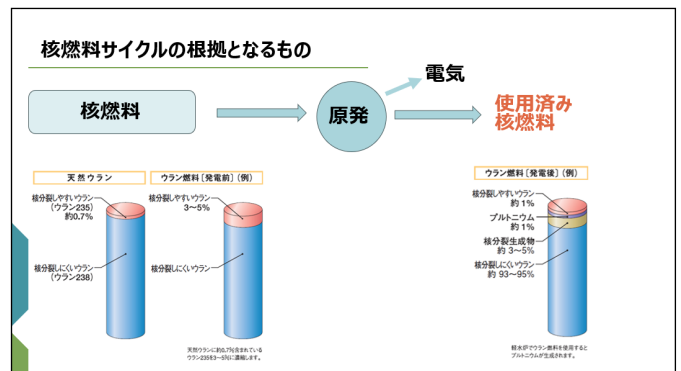 核燃料サイクルの根拠となるもの
核燃料
原発
電気
使用済み
核燃料
天然ウラン
核分裂しやすいウラン
(ウラン235)
約0.7%
核分裂しにくいウラン
(ウラン238)
ウラン燃料〔発電前〕(例)
核分裂しやすいウラン
3~5%
核分裂しにくいウラン
天然ウランに約0.7%含まれている
ウラン235を3~5%に濃縮します。
ウラン燃料〔発電後〕(例)
核分裂しやすいウラン
約1%
プルトニウム
約1%
核分裂生成物
約3~5%
核分裂しにくいウラン
約93~95%
軽水炉でウラン燃料を使用すると
プルトニウムが生成されます。